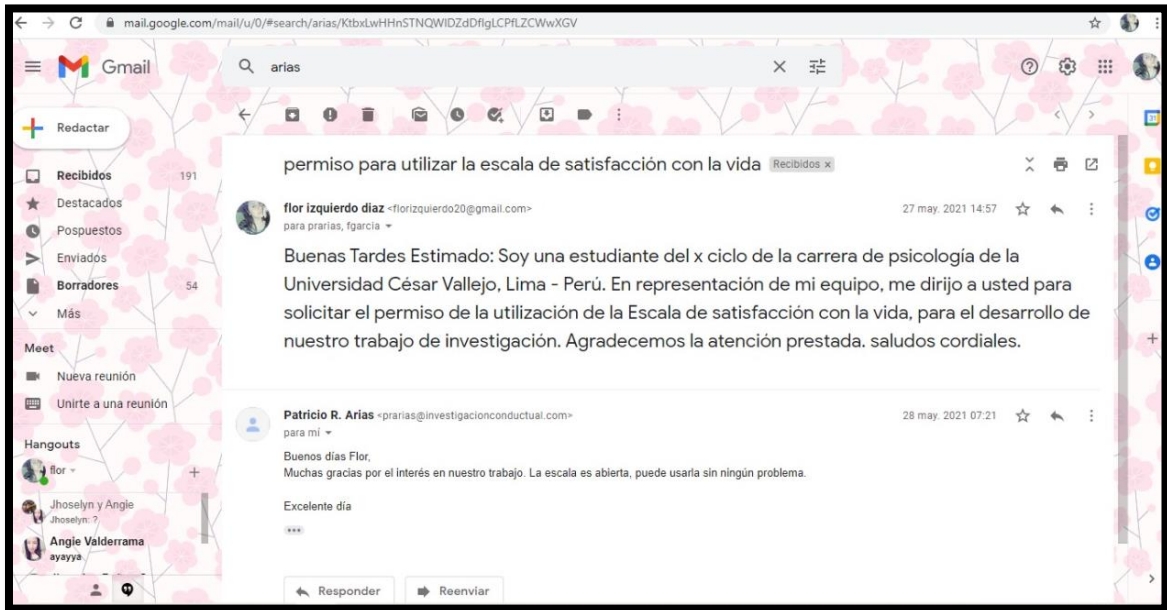 mail.google.com/mail/u/0/#search/arias/KtbxLwHHnSTNQWlDZdDflgLCPfLZCWwXGV
Gmail
arias
Redactar
permiso para utilizar la escala de satisfacción con la vida Recibidos x
Recibidos 191
Destacados
Pospuestos
Enviados
Borradores 54
Más
Meet
Nueva reunión
Unirte a una reunión
Hangouts
flor
Jhoselyn y Angie
Jhoselyn: ?
Angie Valderrama
ayayya
flor izquierdo diaz <florizquierdo20@gmail.com> 27 may. 2021 14:57
para prarias, fgarcia
Buenas Tardes Estimado: Soy una estudiante del x ciclo de la carrera de psicología de la
Universidad César Vallejo, Lima - Perú. En representación de mi equipo, me dirijo a usted para
solicitar el permiso de la utilización de la Escala de satisfacción con la vida, para el desarrollo de
nuestro trabajo de investigación. Agradecemos la atención prestada. saludos cordiales.
Patricio R. Arias <prarias@investigacionconductual.com> 28 may. 2021 07:21
para mí
Buenos días Flor,
Muchas gracias por el interés en nuestro trabajo. La escala es abierta, puede usarla sin ningún problema.
Excelente día
Responder
Reenviar
31